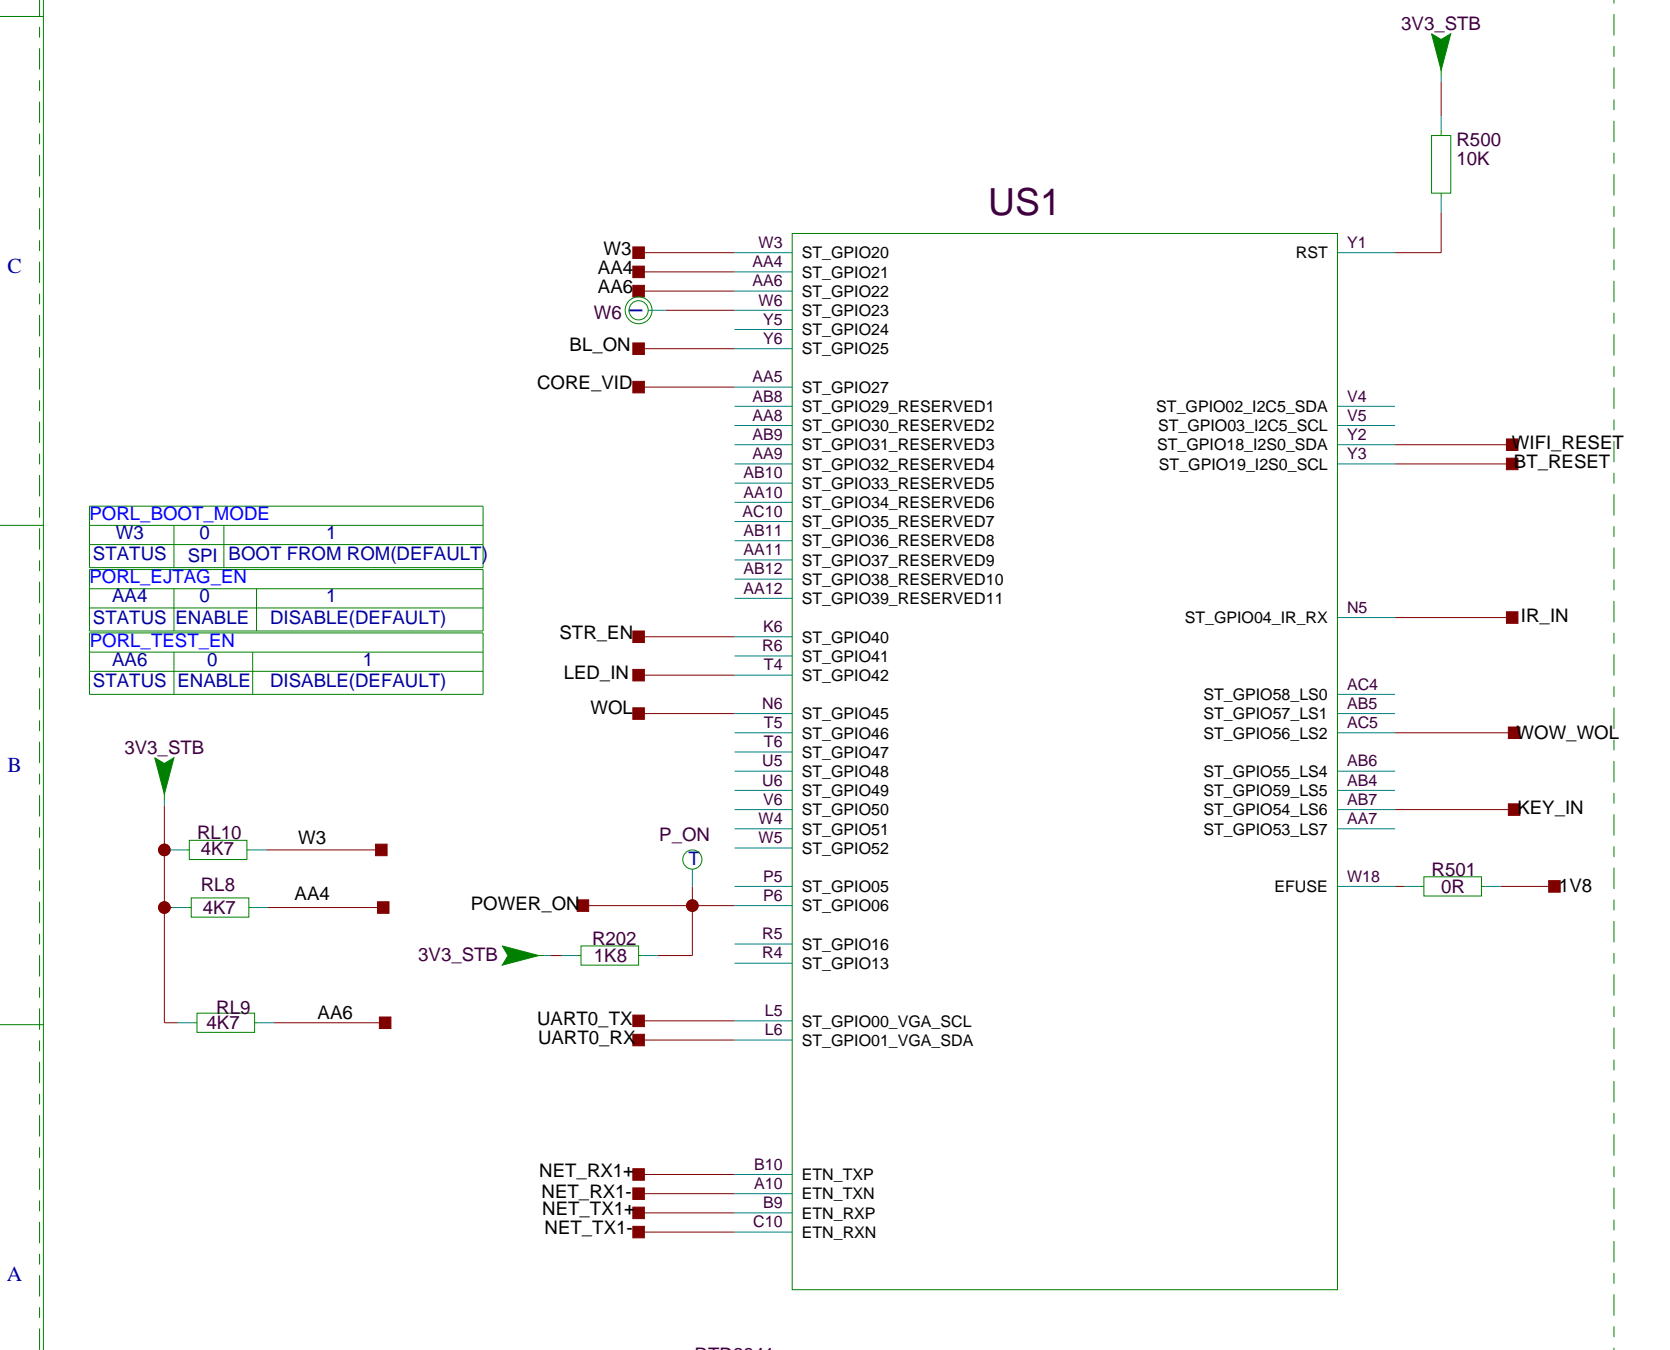 3V3_STB
R500
10K
US1
C
W3 W3 ST_GPIO20
AA4 AA4 ST_GPIO21
AA6 AA6 ST_GPIO22
W6 W6 ST_GPIO23
Y5 ST_GPIO24
BL_ON Y6 ST_GPIO25
CORE_VID AA5 ST_GPIO27
AB8 ST_GPIO29_RESERVED1
AA8 ST_GPIO30_RESERVED2
AB9 ST_GPIO31_RESERVED3
AA9 ST_GPIO32_RESERVED4
AB10 ST_GPIO33_RESERVED5
AA10 ST_GPIO34_RESERVED6
AC10 ST_GPIO35_RESERVED7
AB11 ST_GPIO36_RESERVED8
AA11 ST_GPIO37_RESERVED9
AB12 ST_GPIO38_RESERVED10
AA12 ST_GPIO39_RESERVED11
STR_EN K6 ST_GPIO40
R6 ST_GPIO41
LED_IN T4 ST_GPIO42
WOL N6 ST_GPIO45
T5 ST_GPIO46
T6 ST_GPIO47
U5 ST_GPIO48
U6 ST_GPIO49
V6 ST_GPIO50
W4 ST_GPIO51
W5 ST_GPIO52
P_ON
T
P5 ST_GPIO05
POWER_ON P6 ST_GPIO06
3V3_STB R202 1K8
R5 ST_GPIO16
R4 ST_GPIO13
UART0_TX L5 ST_GPIO00_VGA_SCL
UART0_RX L6 ST_GPIO01_VGA_SDA
NET_RX1+ B10 ETN_TXP
NET_RX1- A10 ETN_TXN
NET_TX1+ B9 ETN_RXP
NET_TX1- C10 ETN_RXN
RST Y1
ST_GPIO02_I2C5_SDA V4
ST_GPIO03_I2C5_SCL V5
ST_GPIO18_I2S0_SDA Y2 WIFI_RESET
ST_GPIO19_I2S0_SCL Y3 BT_RESET
ST_GPIO04_IR_RX N5 IR_IN
ST_GPIO58_LS0 AC4
ST_GPIO57_LS1 AB5
ST_GPIO56_LS2 AC5 WOW_WOL
ST_GPIO55_LS4 AB6
ST_GPIO59_LS5 AB4
ST_GPIO54_LS6 AB7 KEY_IN
ST_GPIO53_LS7 AA7
EFUSE W18 R501 0R 1V8
PORL_BOOT_MODE
W3 0 1
STATUS SPI BOOT FROM ROM(DEFAULT)
PORL_EJTAG_EN
AA4 0 1
STATUS ENABLE DISABLE(DEFAULT)
PORL_TEST_EN
AA6 0 1
STATUS ENABLE DISABLE(DEFAULT)
B
3V3_STB
RL10 4K7 W3
RL8 4K7 AA4
RL9 4K7 AA6
A